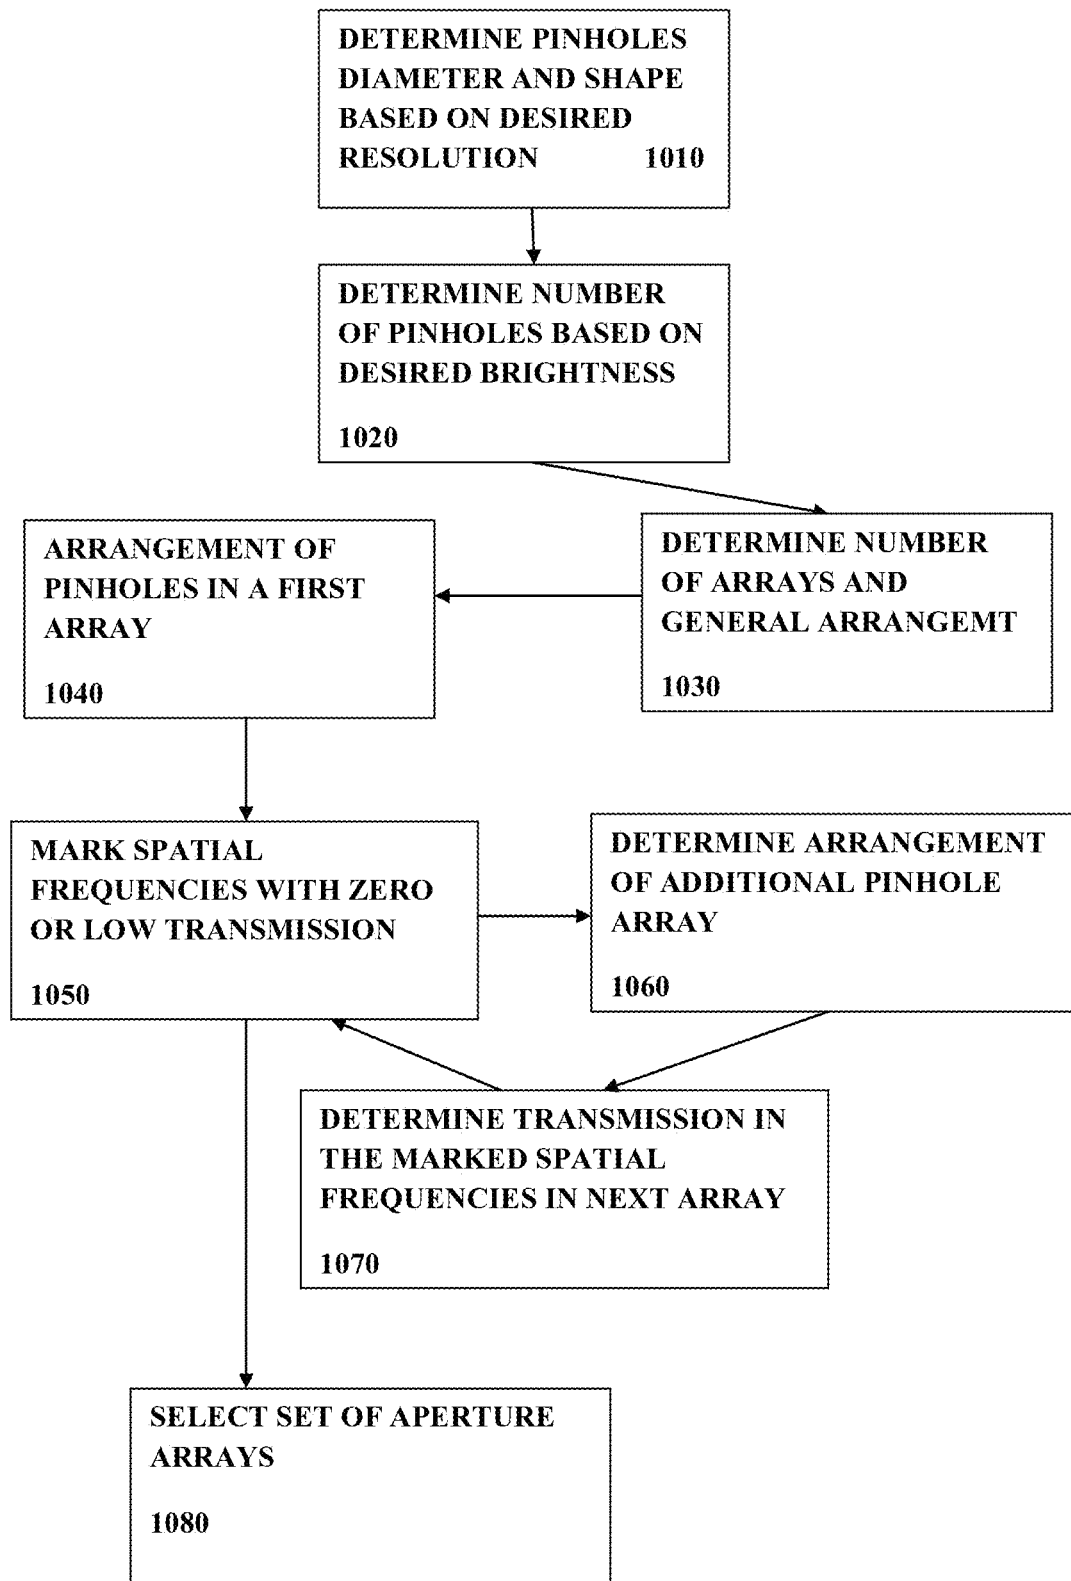 DETERMINE PINHOLES
DIAMETER AND SHAPE
BASED ON DESIRED
RESOLUTION 1010
DETERMINE NUMBER
OF PINHOLES BASED ON
DESIRED BRIGHTNESS
1020
DETERMINE NUMBER
OF ARRAYS AND
GENERAL ARRANGEMT
1030
ARRANGEMENT OF
PINHOLES IN A FIRST
ARRAY
1040
MARK SPATIAL
FREQUENCIES WITH ZERO
OR LOW TRANSMISSION
1050
DETERMINE ARRANGEMENT
OF ADDITIONAL PINHOLE
ARRAY
1060
DETERMINE TRANSMISSION IN
THE MARKED SPATIAL
FREQUENCIES IN NEXT ARRAY
1070
SELECT SET OF APERTURE
ARRAYS
1080